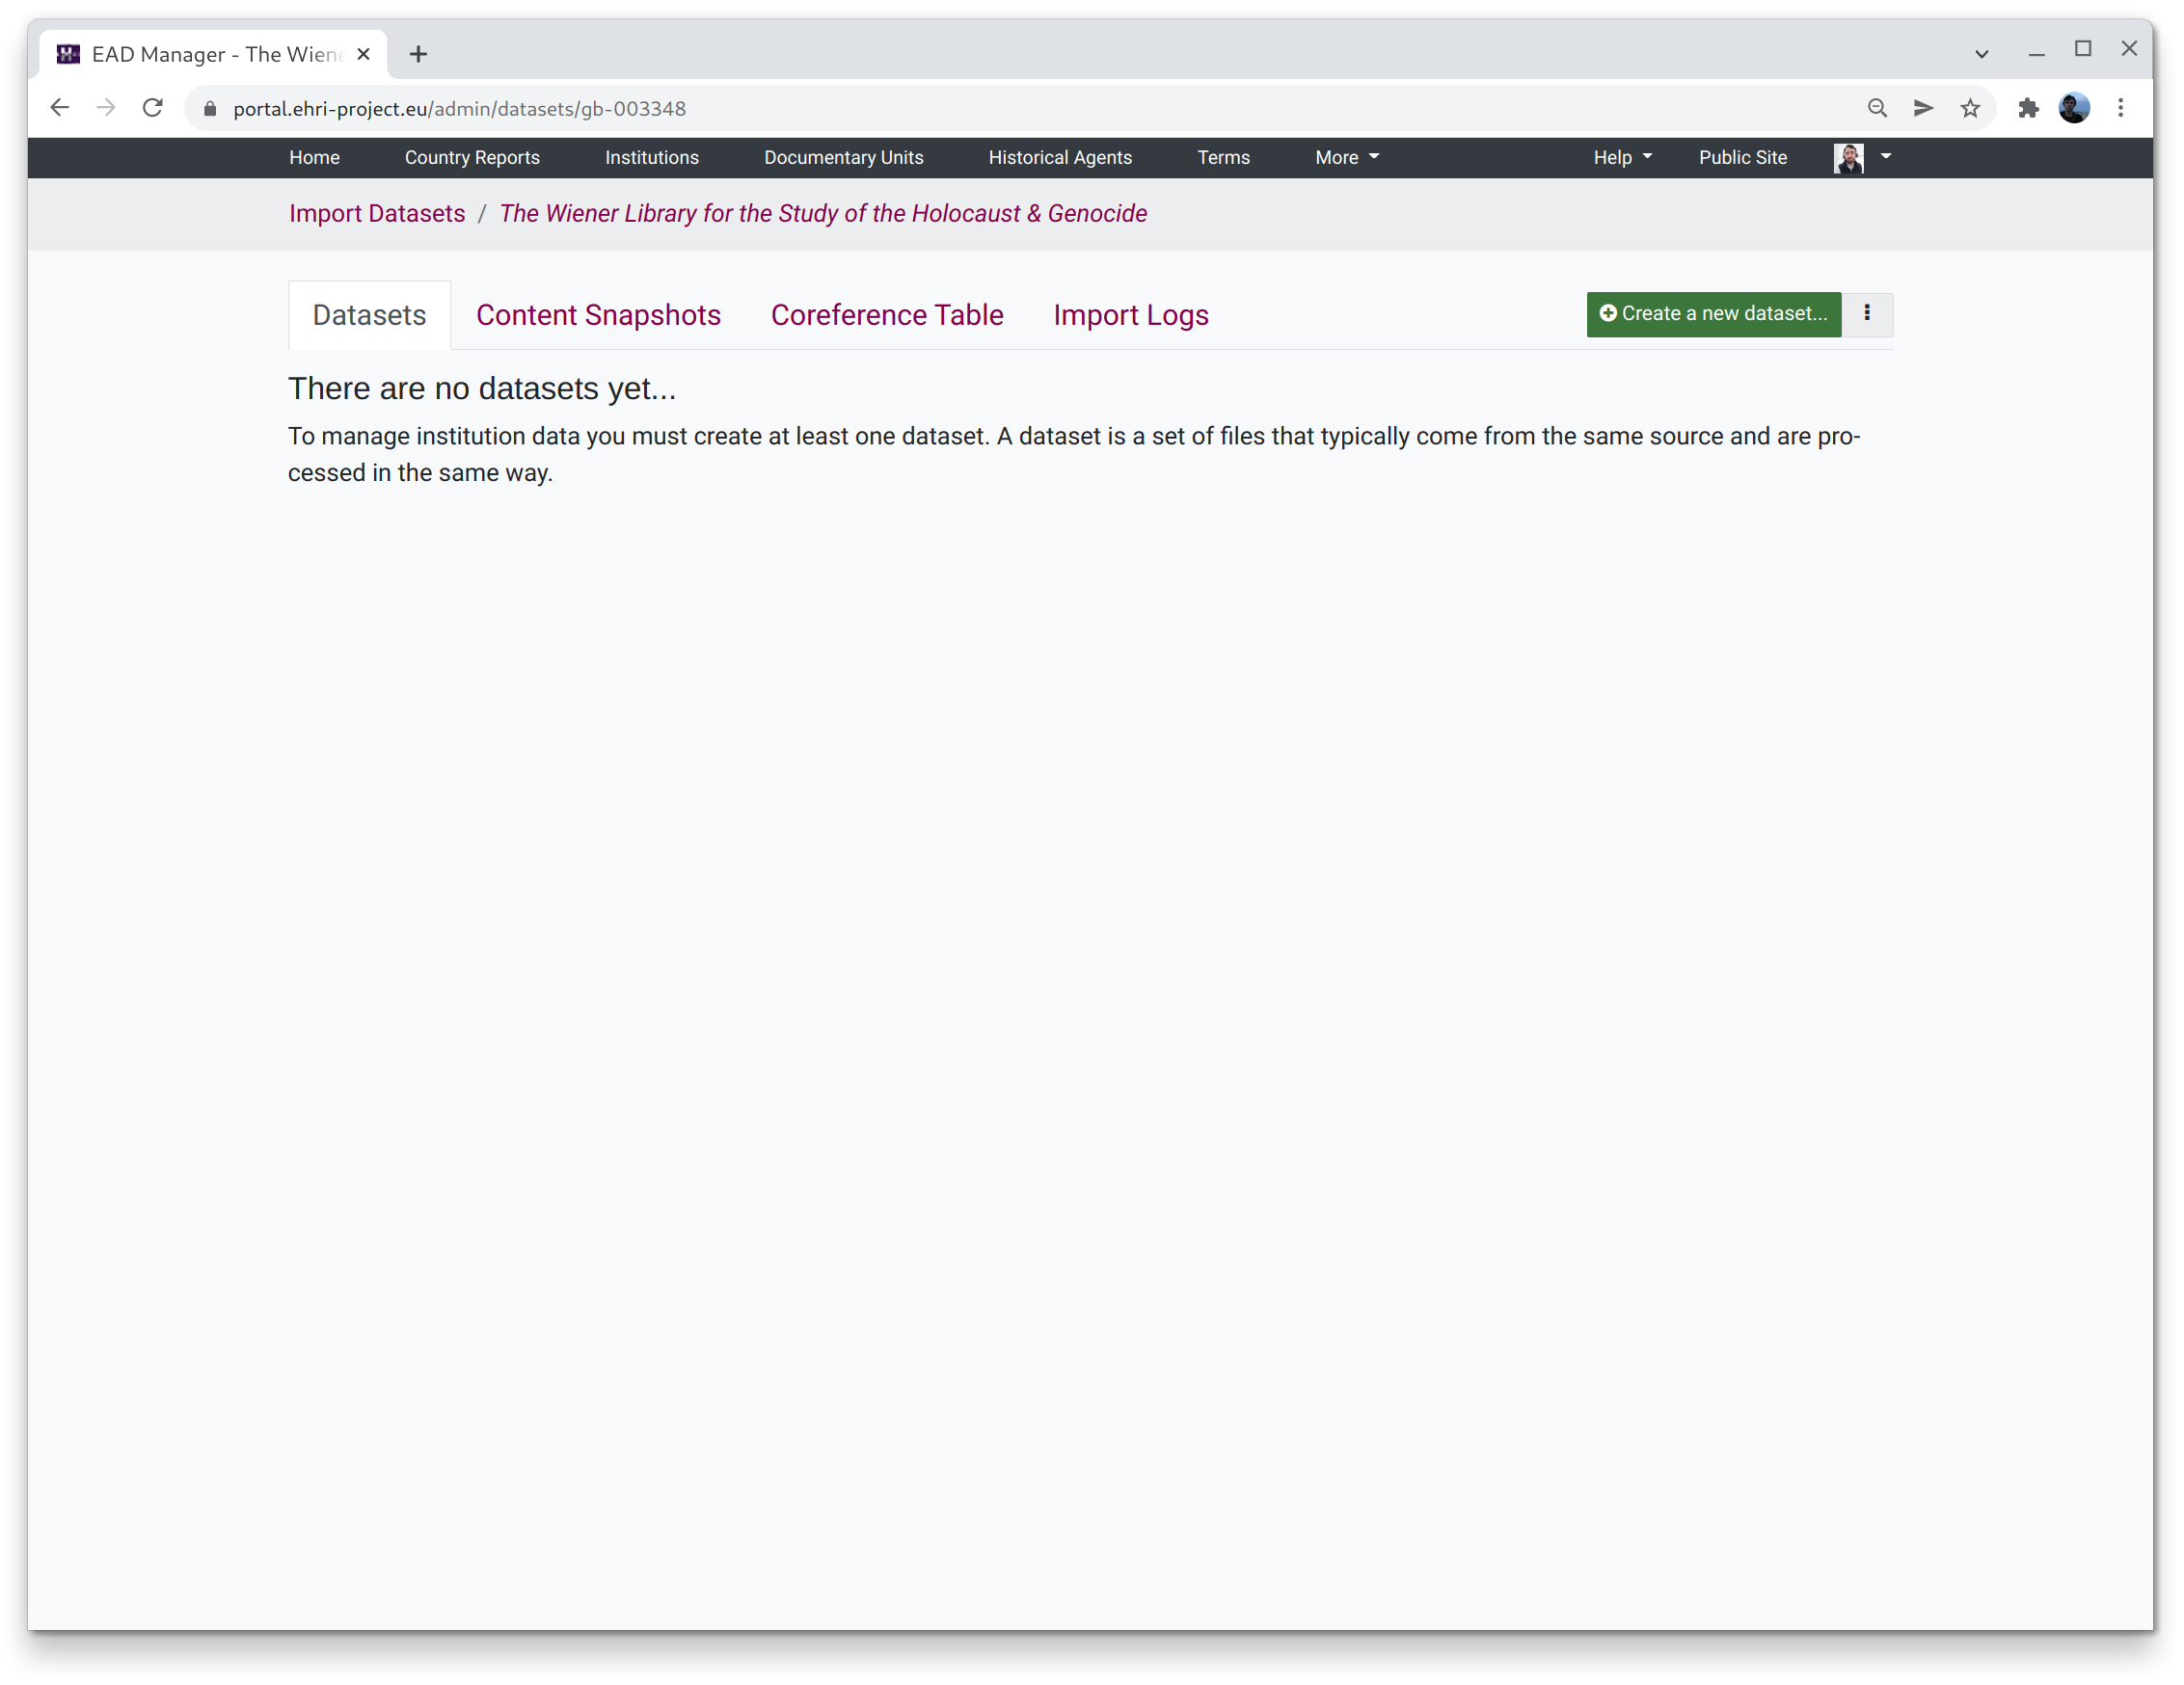 EAD Manager - The Wiene
portal.ehri-project.eu/admin/datasets/gb-003348
Home Country Reports Institutions Documentary Units Historical Agents Terms More Help Public Site
Import Datasets / The Wiener Library for the Study of the Holocaust & Genocide
Datasets Content Snapshots Coreference Table Import Logs Create a new dataset...
There are no datasets yet...
To manage institution data you must create at least one dataset. A dataset is a set of files that typically come from the same source and are pro-
cessed in the same way.